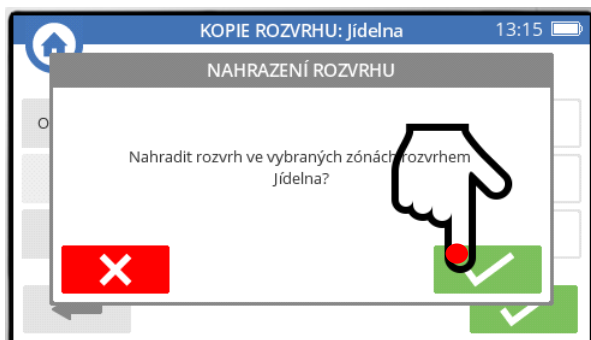 KOPIE ROZVRHU: Jídelna 13:15
NAHRAZENÍ ROZVRHU
Nahradit rozvrh ve vybraných zónách rozvrhem
Jídelna?